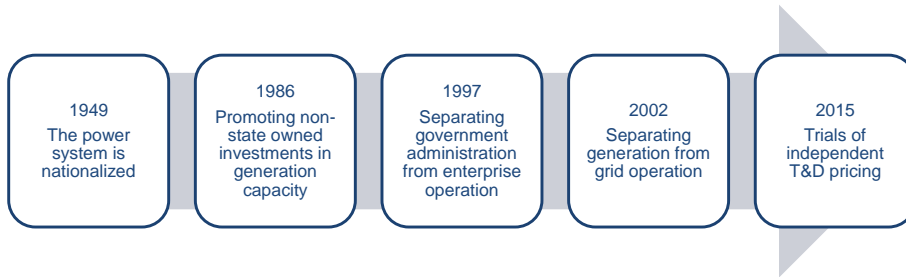 1949
The power
system is
nationalized
1986
Promoting non-
state owned
investments in
generation
capacity
1997
Separating
government
administration
from enterprise
operation
2002
Separating
generation from
grid operation
2015
Trials of
independent
T&D pricing